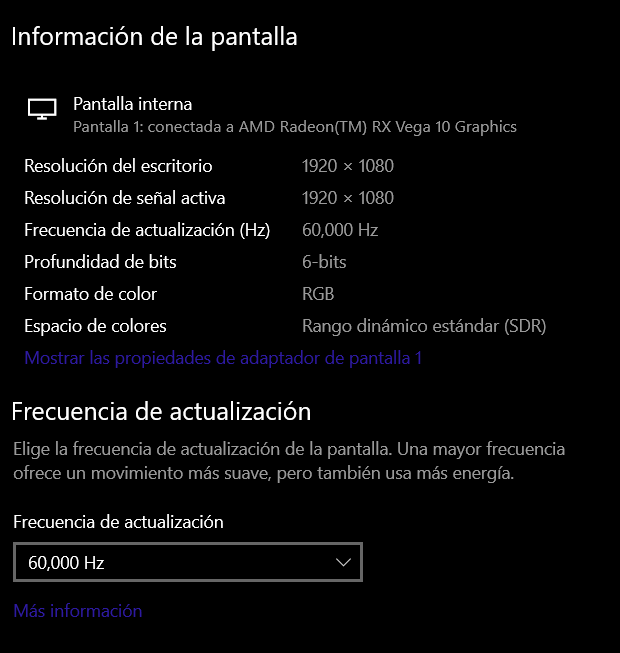 Información de la pantalla
Pantalla interna
Pantalla 1: conectada a AMD Radeon(TM) RX Vega 10 Graphics
Resolución del escritorio 1920 × 1080
Resolución de señal activa 1920 × 1080
Frecuencia de actualización (Hz) 60,000 Hz
Profundidad de bits 6-bits
Formato de color RGB
Espacio de colores Rango dinámico estándar (SDR)
Mostrar las propiedades de adaptador de pantalla 1
Frecuencia de actualización
Elige la frecuencia de actualización de la pantalla. Una mayor frecuencia
ofrece un movimiento más suave, pero también usa más energía.
Frecuencia de actualización
60,000 Hz
Más información